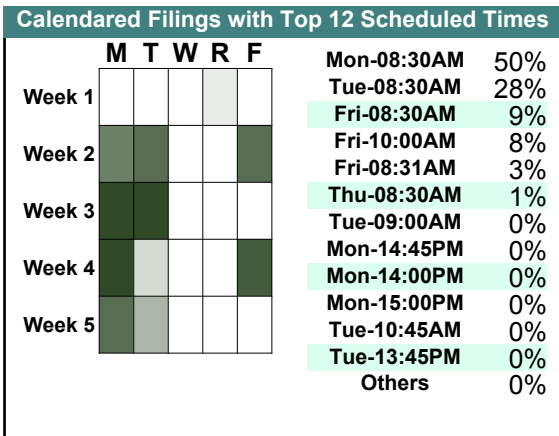 Calendared Filings with Top 12 Scheduled Times
M T W R F
Week 1
Week 2
Week 3
Week 4
Week 5
Mon-08:30AM 50%
Tue-08:30AM 28%
Fri-08:30AM 9%
Fri-10:00AM 8%
Fri-08:31AM 3%
Thu-08:30AM 1%
Tue-09:00AM 0%
Mon-14:45PM 0%
Mon-14:00PM 0%
Mon-15:00PM 0%
Tue-10:45AM 0%
Tue-13:45PM 0%
Others 0%